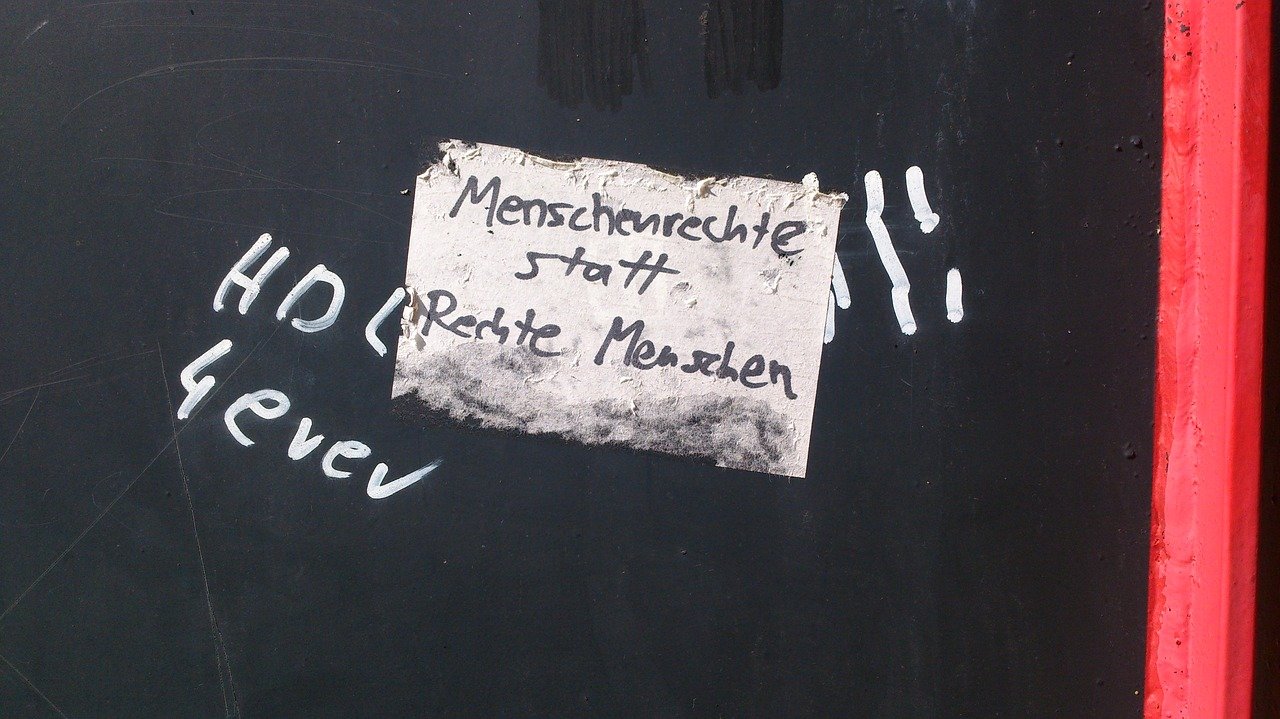 Menschenrechte
statt
Rechte Menschen
HDL
4ever